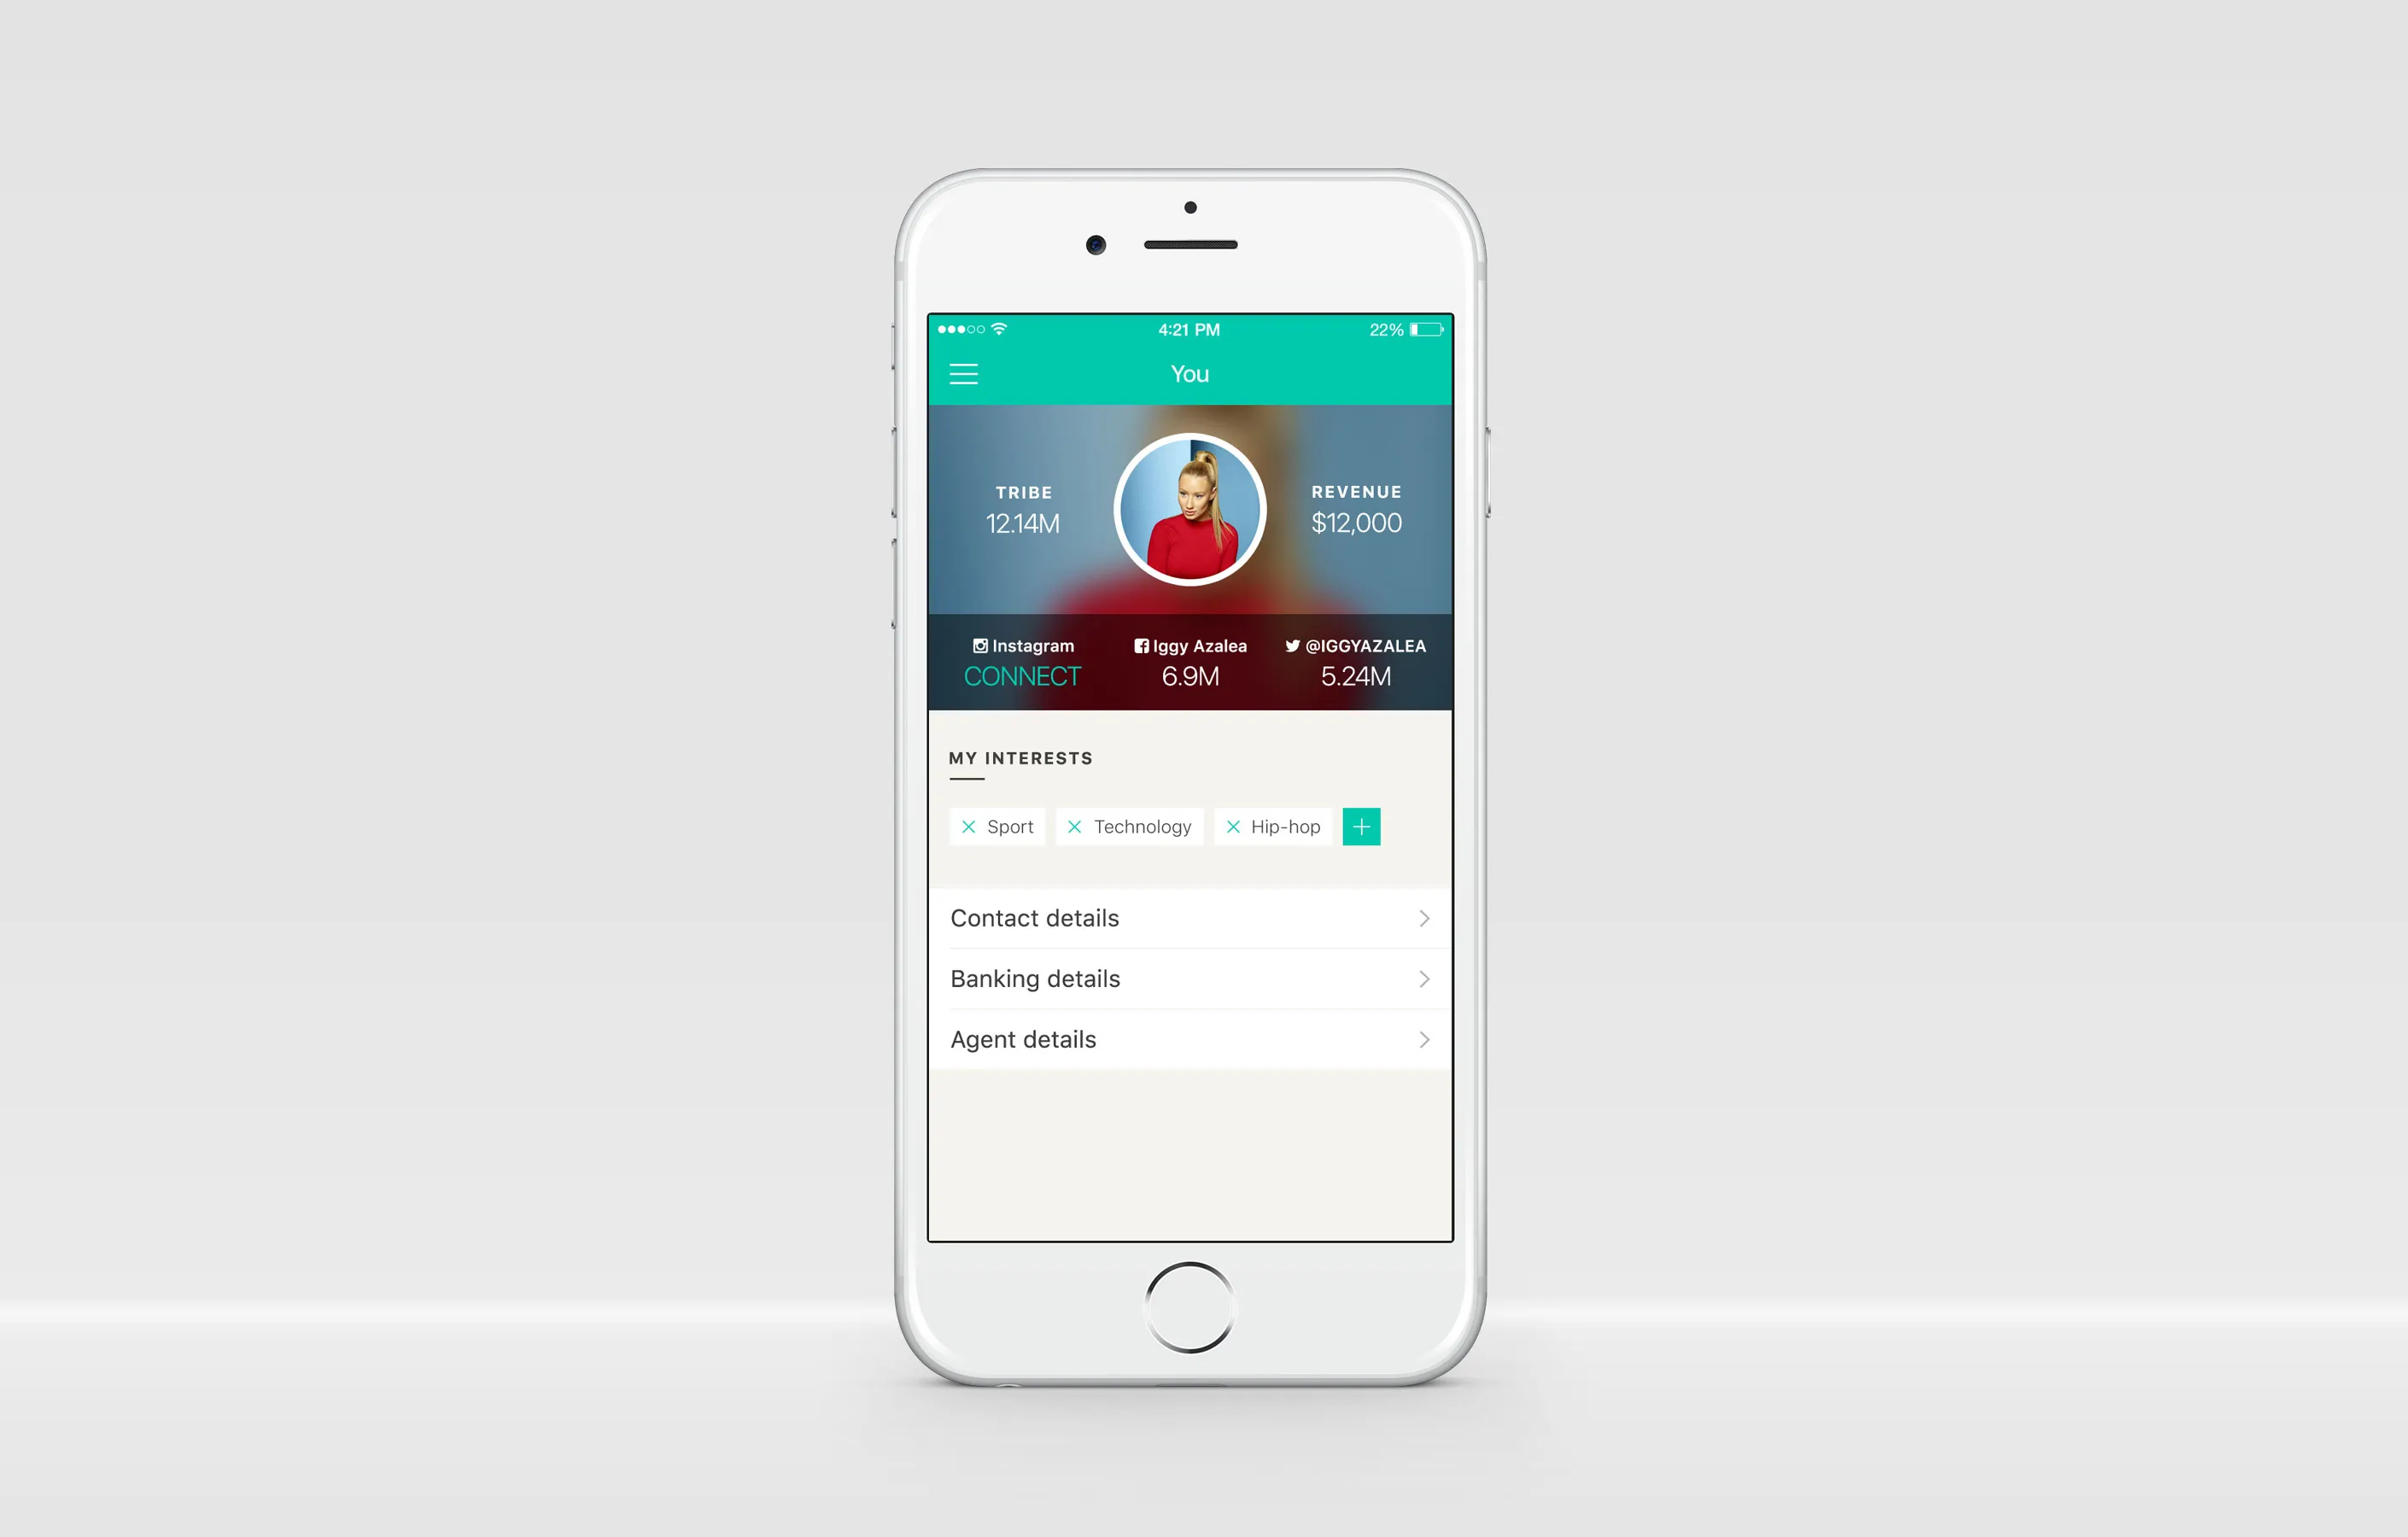 4:21 PM
22%
You
TRIBE
12.14M
REVENUE
$12,000
Instagram
CONNECT
Iggy Azalea
6.9M
@IGGYAZALEA
5.24M
MY INTERESTS
Sport
Technology
Hip-hop
Contact details
Banking details
Agent details